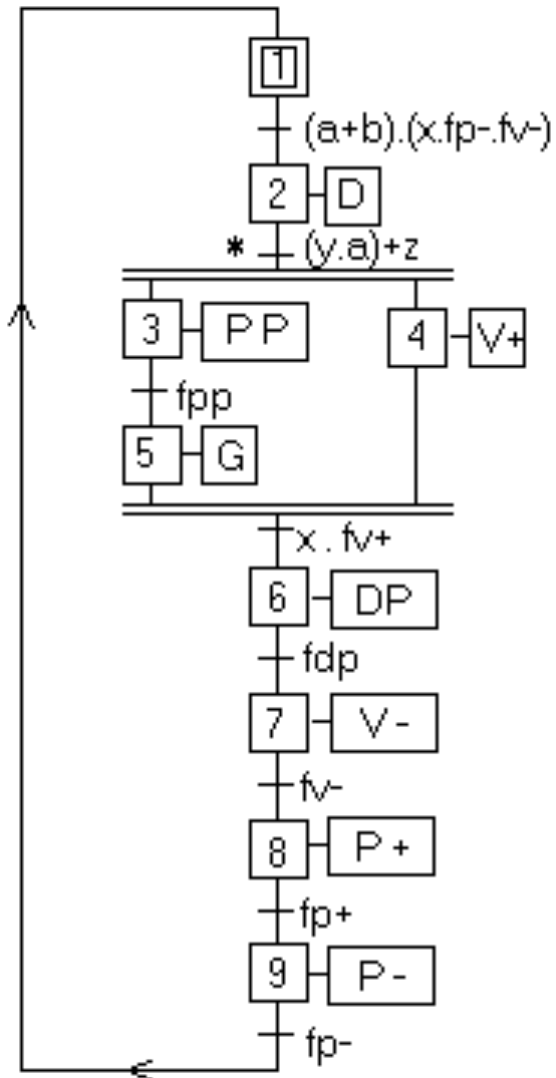 1
(a+b).(x.fp-.fv-)
2 D
* (y.a)+z
3 PP 4 V+
fpp
5 G
x.fv+
6 DP
fdp
7 V-
fv-
8 P+
fp+
9 P-
fp-